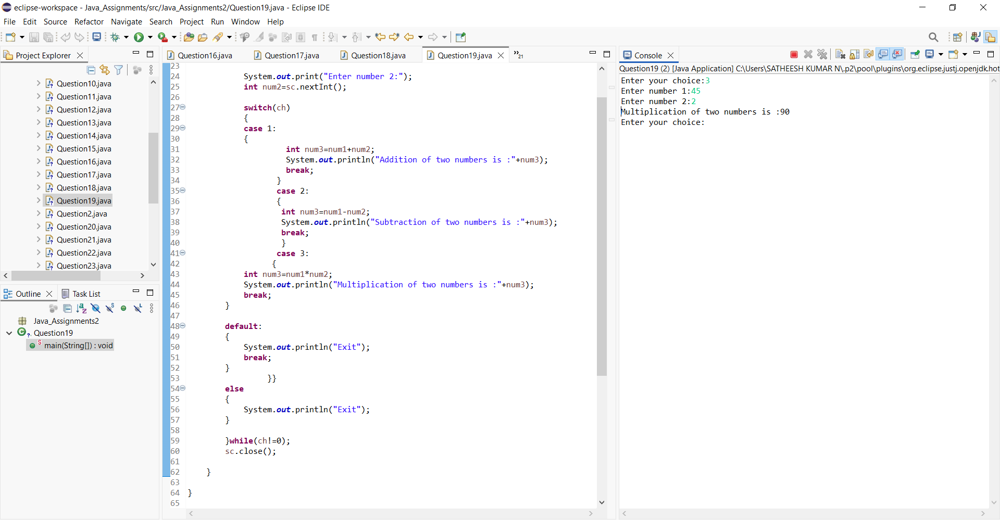 eclipse-workspace - Java_Assignments/src/Java_Assignments2/Question19.java - Eclipse IDE
File Edit Source Refactor Navigate Search Project Run Window Help
Project Explorer
Question10.java
Question11.java
Question12.java
Question13.java
Question14.java
Question15.java
Question16.java
Question17.java
Question18.java
Question19.java
Question2.java
Question20.java
Question21.java
Question22.java
Question23.java
Outline Task List
Java_Assignments2
Question19
main(String[]) : void
Question16.java Question17.java Question18.java Question19.java »21
23
24 System.out.print("Enter number 2:");
25 int num2=sc.nextInt();
26
27 switch(ch)
28 {
29 case 1:
30 {
31 int num3=num1+num2;
32 System.out.println("Addition of two numbers is :"+num3);
33 break;
34 }
35 case 2:
36 {
37 int num3=num1-num2;
38 System.out.println("Subtraction of two numbers is :"+num3);
39 break;
40 }
41 case 3:
42 {
43 int num3=num1*num2;
44 System.out.println("Multiplication of two numbers is :"+num3);
45 break;
46 }
47
48 default:
49 {
50 System.out.println("Exit");
51 break;
52 }
53 }}
54 else
55 {
56 System.out.println("Exit");
57 }
58
59 }while(ch!=0);
60 sc.close();
61
62 }
63
64 }
65
Console
Question19 (2) [Java Application] C:\Users\SATHEESH KUMAR N\.p2\pool\plugins\org.eclipse.justj.openjdk.hot
Enter your choice:3
Enter number 1:45
Enter number 2:2
Multiplication of two numbers is :90
Enter your choice: